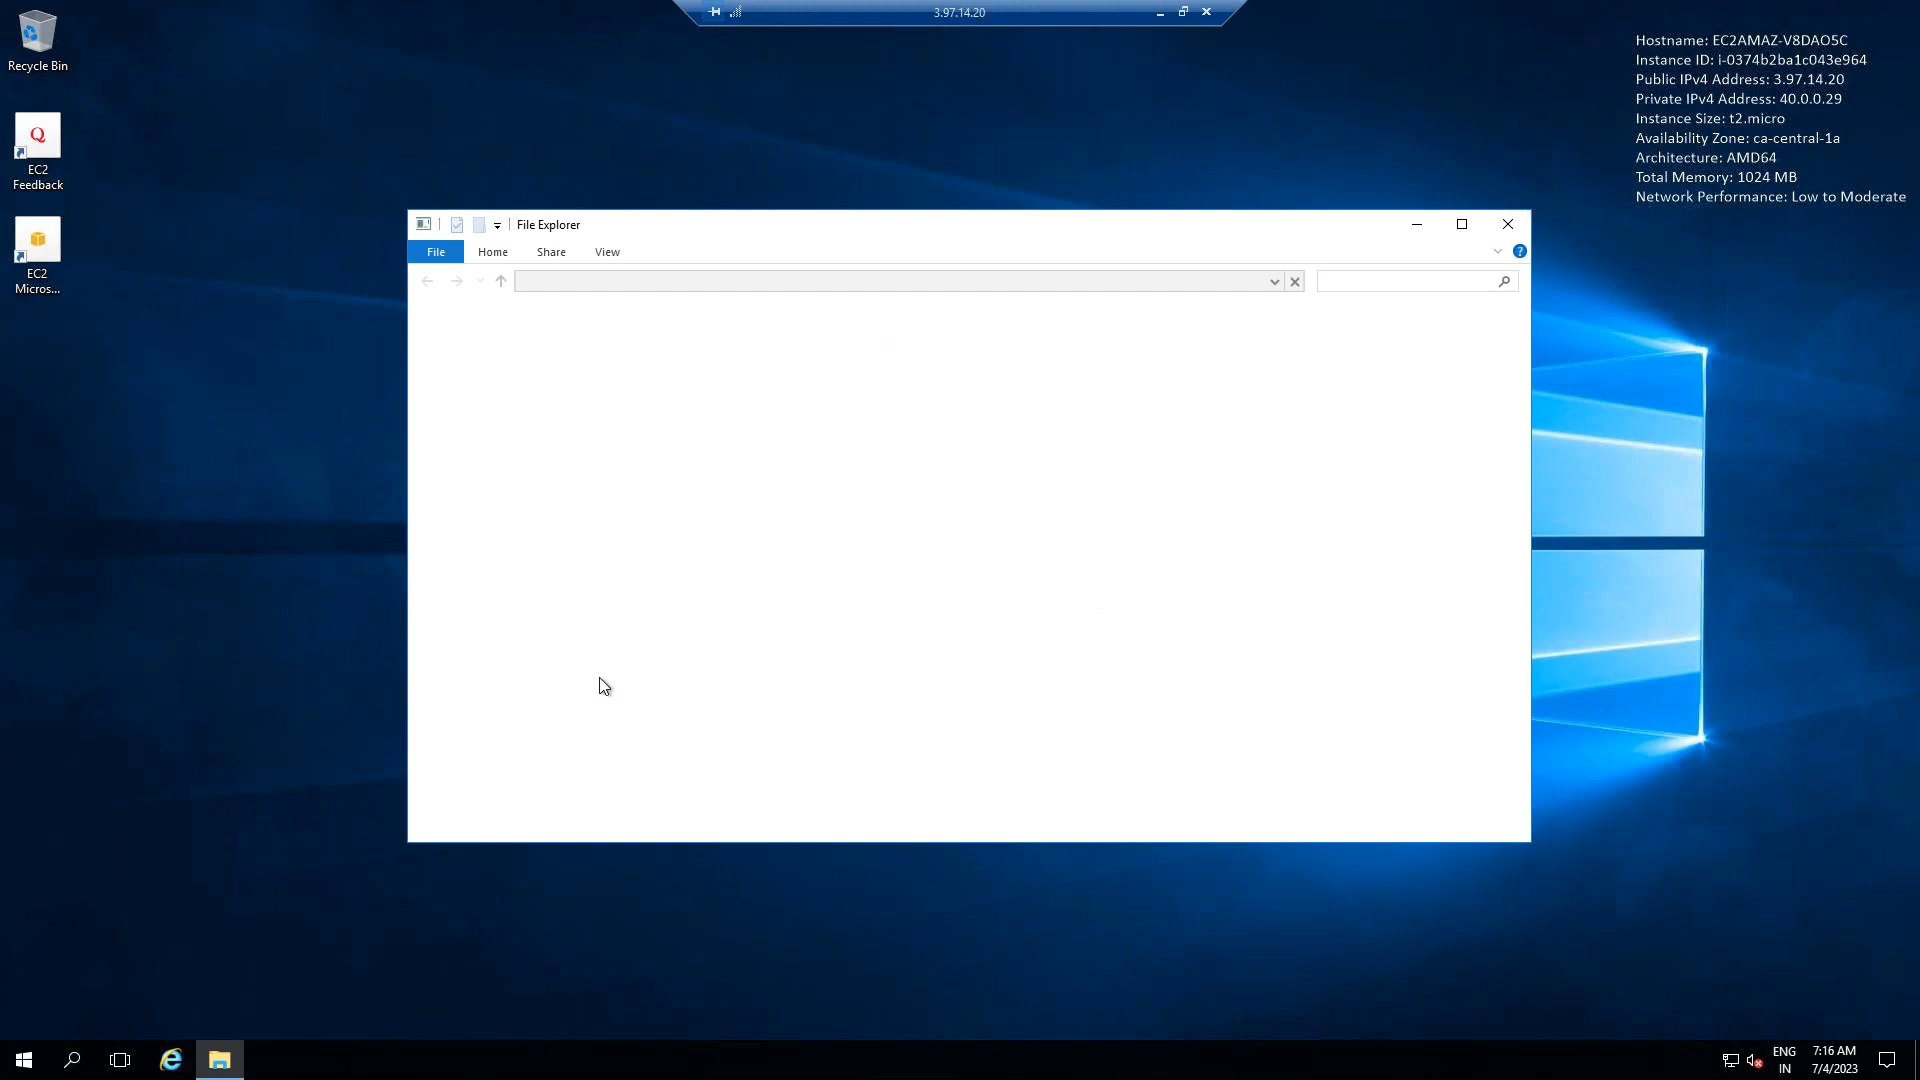 3.97.14.20
Recycle Bin
Q
EC2
Feedback
EC2
Micros...
Hostname: EC2AMAZ-V8DAO5C
Instance ID: i-0374b2ba1c043e964
Public IPv4 Address: 3.97.14.20
Private IPv4 Address: 40.0.0.29
Instance Size: t2.micro
Availability Zone: ca-central-1a
Architecture: AMD64
Total Memory: 1024 MB
Network Performance: Low to Moderate
File Explorer
File Home Share View
?
ENG
IN
7:16 AM
7/4/2023